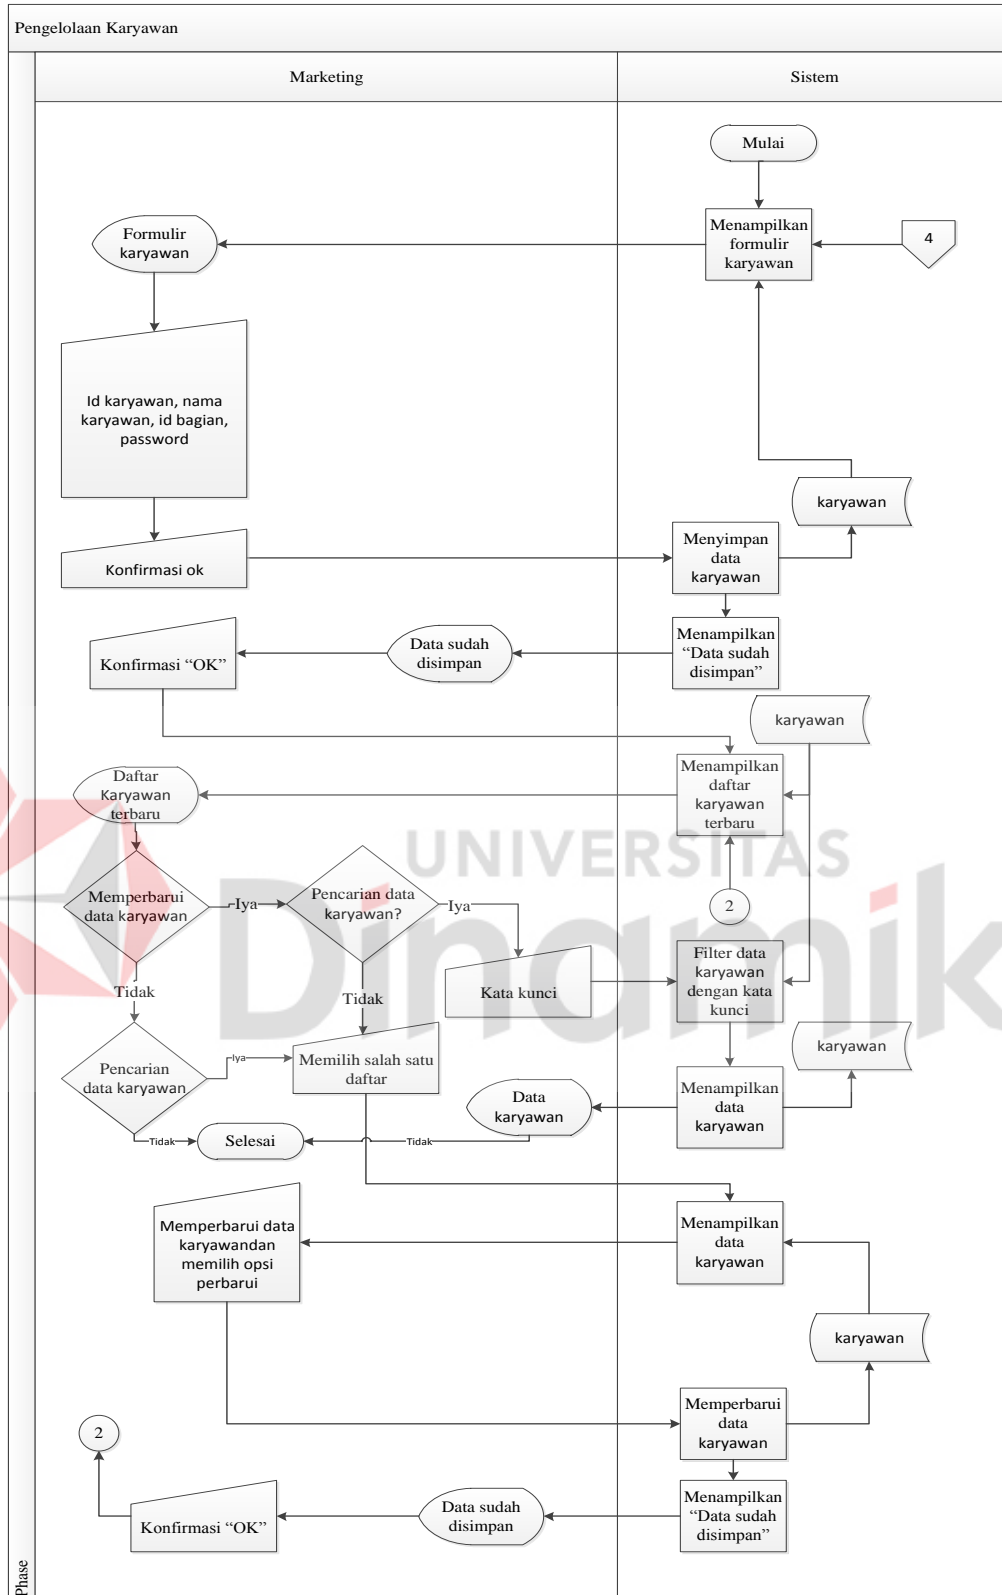 Pengelolaan Karyawan
Marketing
Sistem
Mulai
Formulir
karyawan
Menampilkan
formulir
karyawan
4
Id karyawan, nama
karyawan, id bagian,
password
karyawan
Konfirmasi ok
Menyimpan
data
karyawan
Konfirmasi “OK”
Data sudah
disimpan
Menampilkan
“Data sudah
disimpan”
karyawan
Daftar
Karyawan
terbaru
Menampilkan
daftar
karyawan
terbaru
UNIVERSITAS
Dinamika
Memperbarui
data karyawan
Iya
Pencarian data
karyawan?
Iya
2
Tidak
Tidak
Kata kunci
Filter data
karyawan
dengan kata
kunci
Pencarian
data karyawan
Iya
Memilih salah satu
daftar
karyawan
Data
karyawan
Menampilkan
data
karyawan
Tidak
Selesai
Tidak
Memperbarui data
karyawandan
memilih opsi
perbarui
Menampilkan
data
karyawan
karyawan
2
Memperbarui
data
karyawan
Konfirmasi “OK”
Data sudah
disimpan
Menampilkan
“Data sudah
disimpan”
Phase